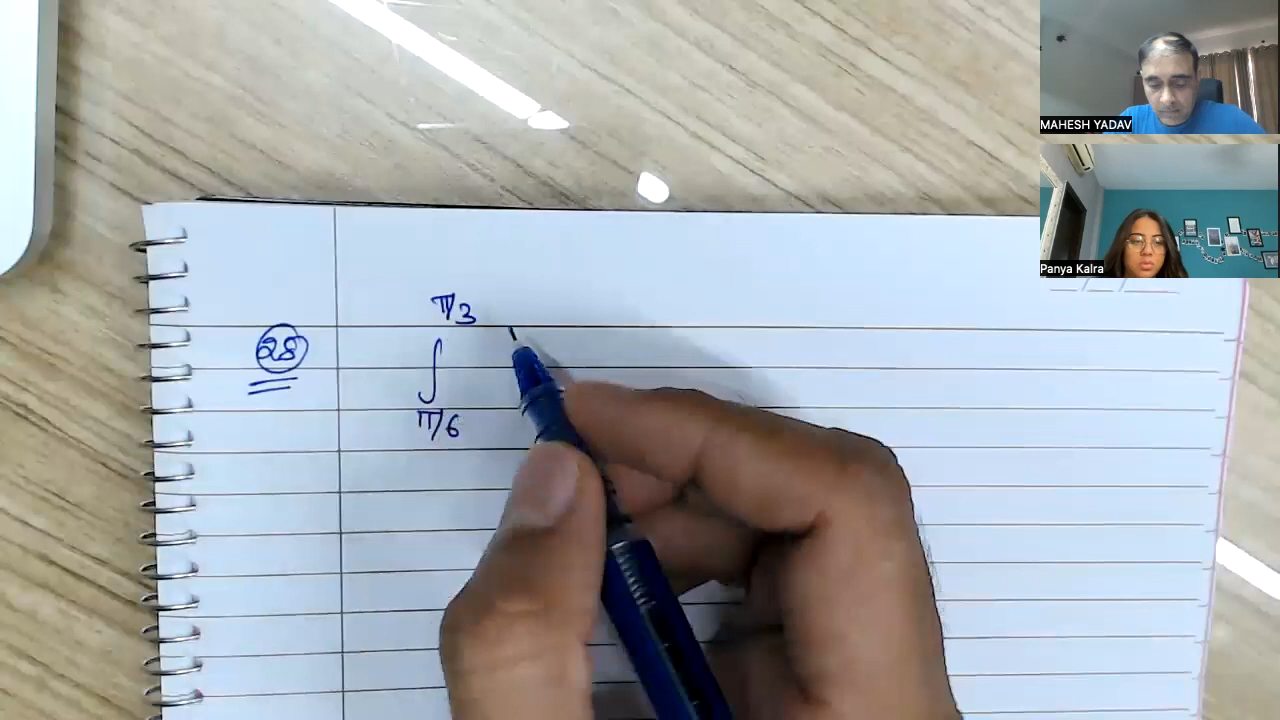 MAHESH YADAV
Panya Kalra
28
π/3
∫
π/6